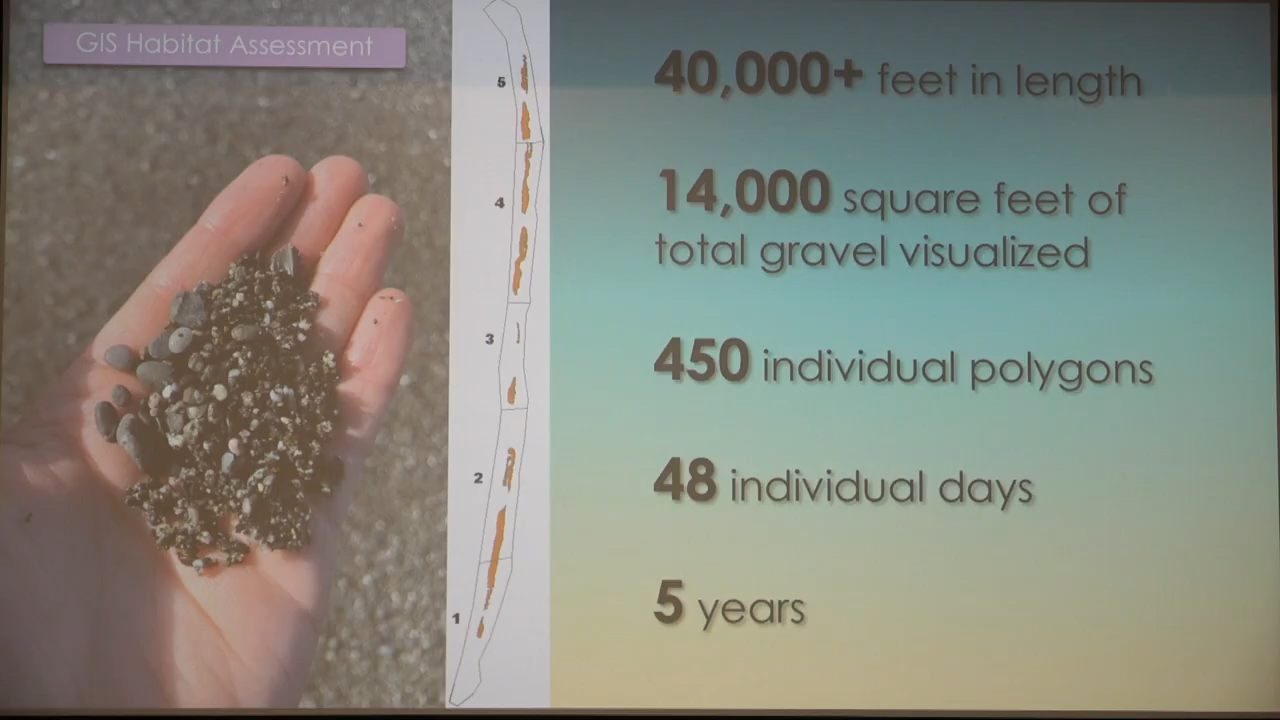 GIS Habitat Assessment
5
4
3
2
1
40,000+ feet in length
14,000 square feet of
total gravel visualized
450 individual polygons
48 individual days
5 years